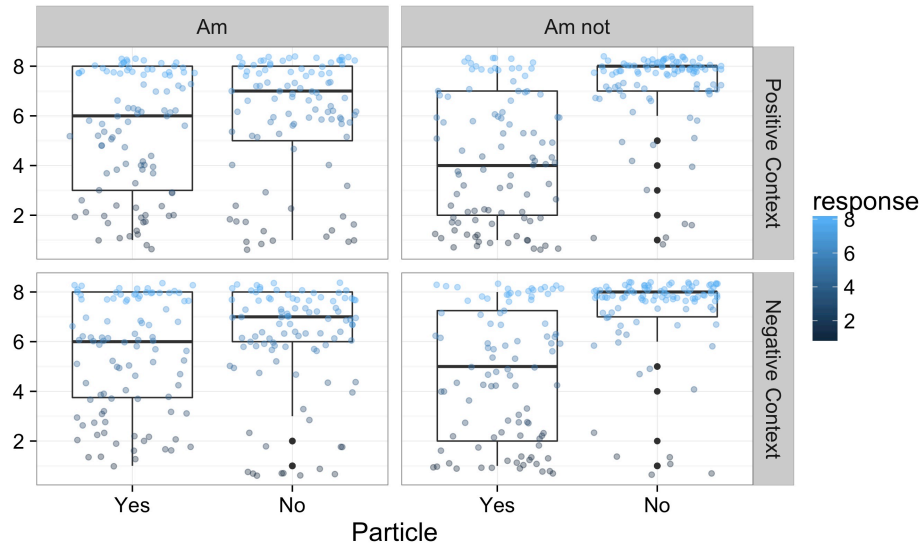 Am
Am not
8
6
4
2
Positive Context
8
6
4
2
Negative Context
Yes
No
Yes
No
Particle
response
8
6
4
2